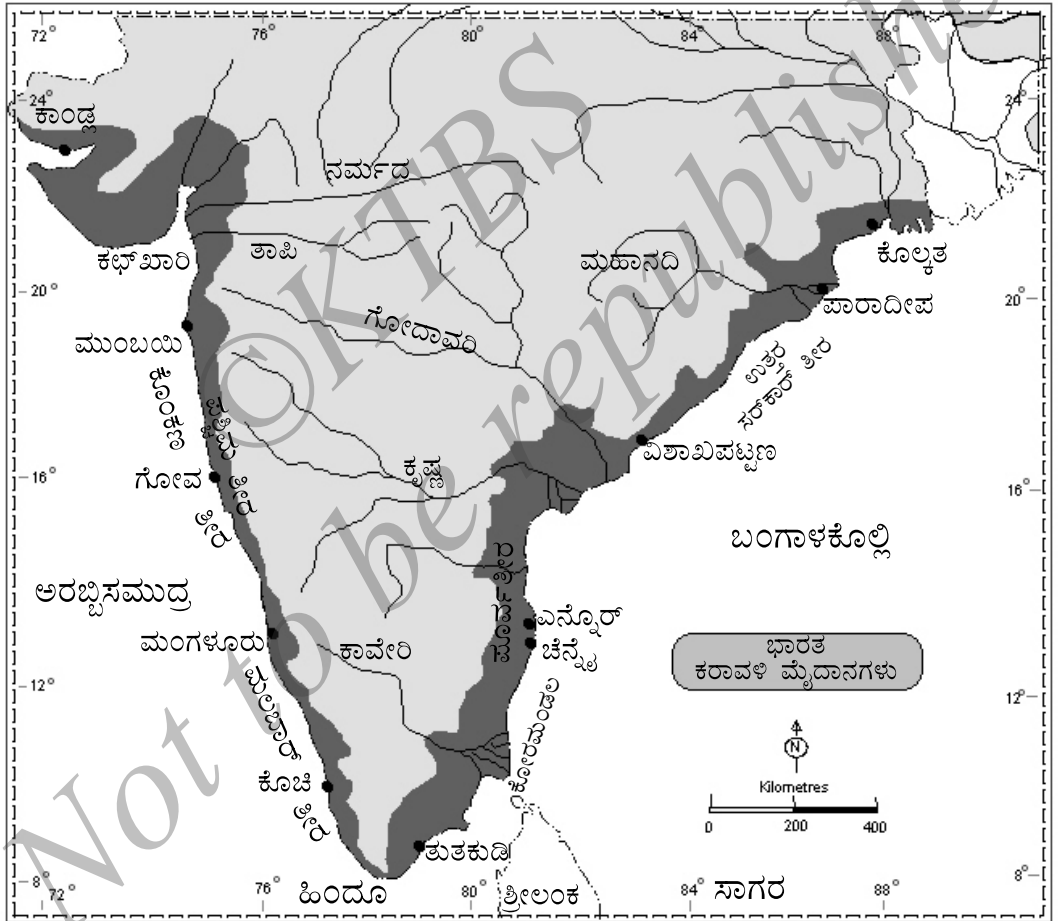 72°
76°
80°
84°
88°
24°
24°
ಕಾಂಡ್ಲ
ನರ್ಮದ
ಕಛ್‌ಖಾರಿ
ತಾಪಿ
ಮಹಾನದಿ
ಕೊಲ್ಕತ
20°
20°
ಪಾರಾದೀಪ
ಗೋದಾವರಿ
ಮುಂಬಯಿ
ಉತ್ತರ
ಸರ್‌ಕಾರ್ ತೀರ
ಕೊಂಕಣ
ತೀರ
ಪಶ್ಚಿಮ ತೀರ
ವಿಶಾಖಪಟ್ಟಣ
ಕೃಷ್ಣ
ಗೋವ
16°
16°
ಬಂಗಾಳಕೊಲ್ಲಿ
ಪೂರ್ವ ತೀರ
ಅರಬ್ಬಿಸಮುದ್ರ
ಎನ್ನೊರ್
ಮಂಗಳೂರು
ಕಾವೇರಿ
ಚೆನ್ನೈ
ಭಾರತ
ಕರಾವಳಿ ಮೈದಾನಗಳು
12°
12°
ಮಲಬಾರ್
ತೀರ
ಕೋರಮಂಡಲ
N
ಕೊಚಿ
Kilometres
0 200 400
ತುತಕುಡಿ
8°
8°
72°
76°
80°
84°
88°
ಹಿಂದೂ ಸಾಗರ
ಶ್ರೀಲಂಕ
©KTBS
Not to be republished